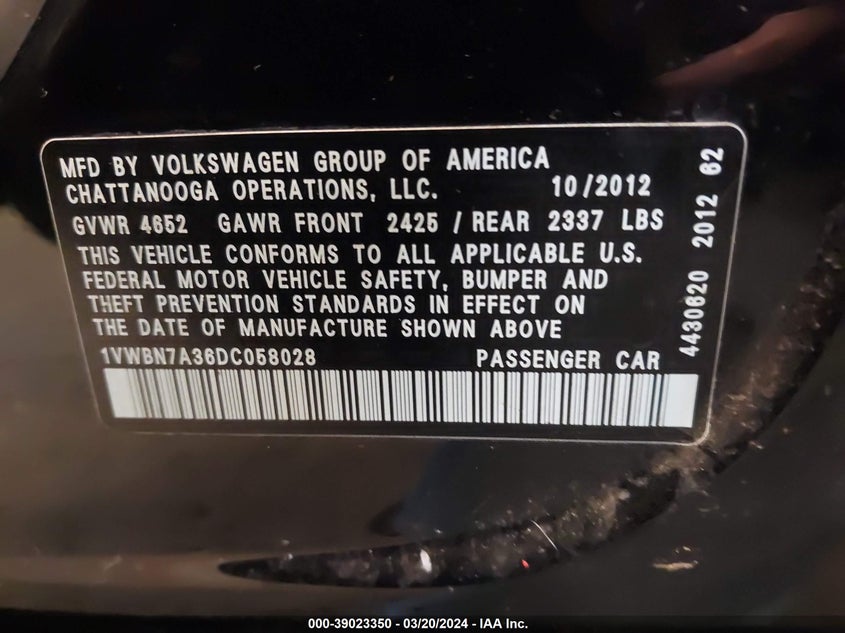 MFD BY VOLKSWAGEN GROUP OF AMERICA
CHATTANOOGA OPERATIONS, LLC. 10/2012
GVWR 4652 GAWR FRONT 2425 / REAR 2337 LBS
THIS VEHICLE CONFORMS TO ALL APPLICABLE U.S.
FEDERAL MOTOR VEHICLE SAFETY, BUMPER AND
THEFT PREVENTION STANDARDS IN EFFECT ON
THE DATE OF MANUFACTURE SHOWN ABOVE
1VWBN7A36DC058028 PASSENGER CAR
4430620 2012 62
000-39023350 - 03/20/2024 - IAA Inc.